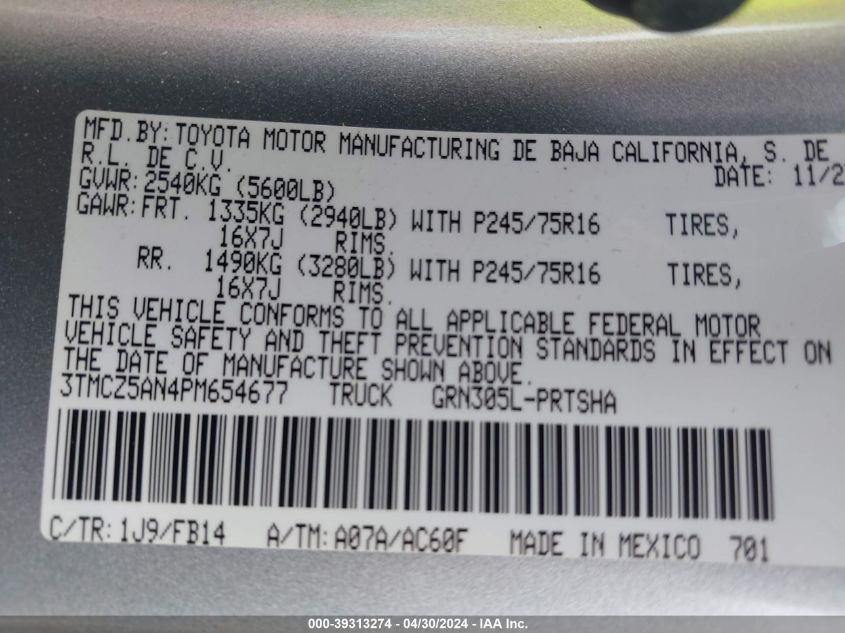 MFD.BY: TOYOTA MOTOR MANUFACTURING DE BAJA CALIFORNIA, S. DE
R.L. DE C.V.
DATE: 11/2
GVWR: 2540KG (5600LB)
GAWR: FRT. 1335KG (2940LB) WITH P245/75R16 TIRES,
16X7J RIMS.
RR. 1490KG (3280LB) WITH P245/75R16 TIRES,
16X7J RIMS.
THIS VEHICLE CONFORMS TO ALL APPLICABLE FEDERAL MOTOR
VEHICLE SAFETY AND THEFT PREVENTION STANDARDS IN EFFECT ON
THE DATE OF MANUFACTURE SHOWN ABOVE.
3TMCZ5AN4PM654677 TRUCK GRN305L-PRTSHA
C/TR: 1J9/FB14 A/TM: A07A/AC60F MADE IN MEXICO 701
000-39313274 - 04/30/2024 - IAA Inc.